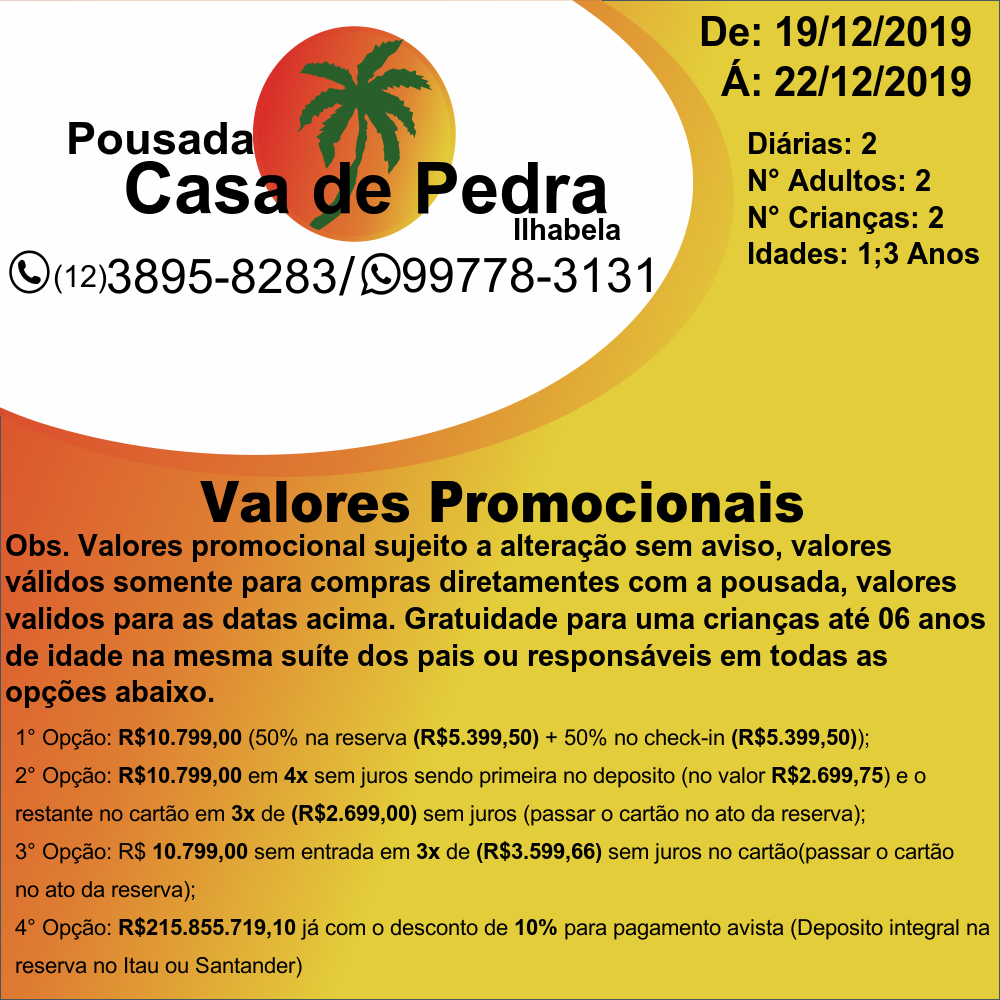 De: 19/12/2019
Á: 22/12/2019
Diárias: 2
N° Adultos: 2
N° Crianças: 2
Idades: 1;3 Anos
Pousada
Casa de Pedra
Ilhabela
(12)3895-8283/99778-3131
Valores Promocionais
Obs. Valores promocional sujeito a alteração sem aviso, valores
válidos somente para compras diretamentes com a pousada, valores
validos para as datas acima. Gratuidade para uma crianças até 06 anos
de idade na mesma suíte dos pais ou responsáveis em todas as
opções abaixo.
1° Opção: R$10.799,00 (50% na reserva (R$5.399,50) + 50% no check-in (R$5.399,50));
2° Opção: R$10.799,00 em 4x sem juros sendo primeira no deposito (no valor R$2.699,75) e o
restante no cartão em 3x de (R$2.699,00) sem juros (passar o cartão no ato da reserva);
3° Opção: R$ 10.799,00 sem entrada em 3x de (R$3.599,66) sem juros no cartão(passar o cartão
no ato da reserva);
4° Opção: R$215.855.719,10 já com o desconto de 10% para pagamento avista (Deposito integral na
reserva no Itau ou Santander)